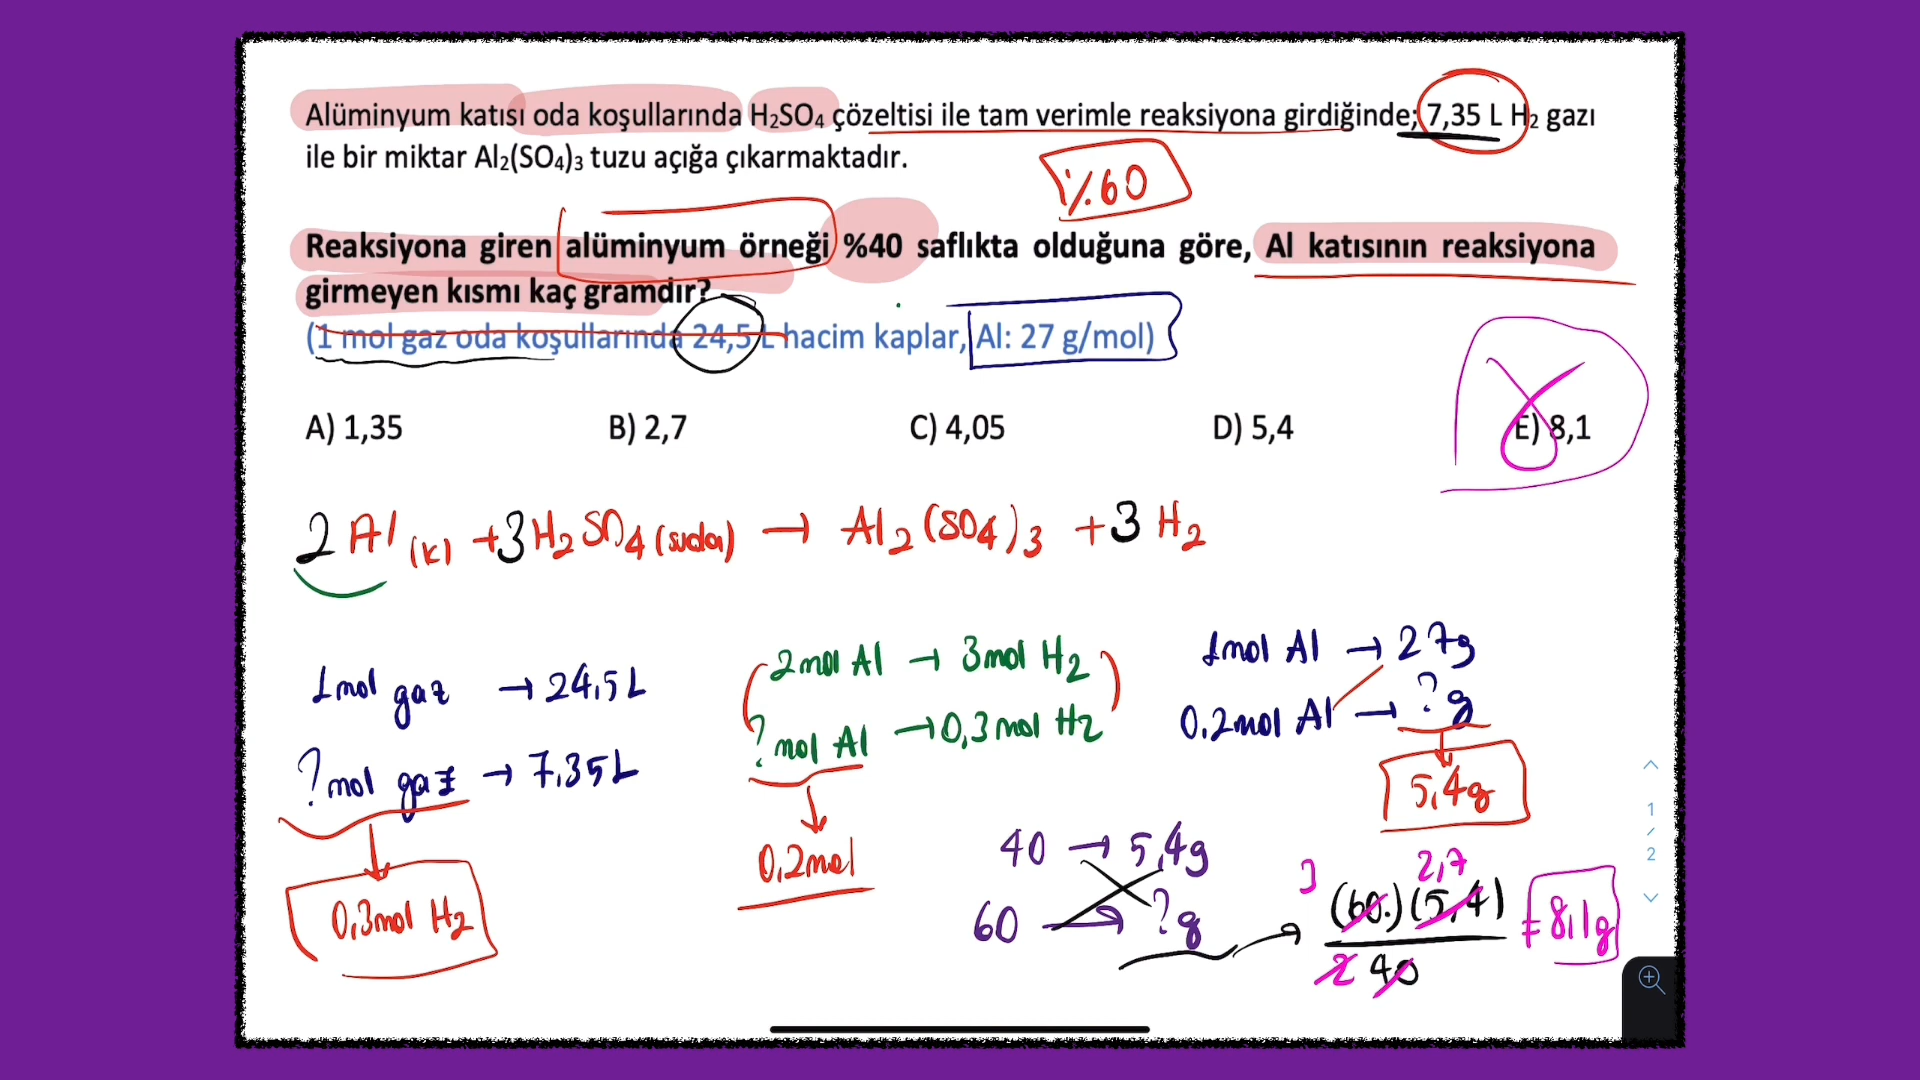 Alüminyum katısı oda koşullarında H₂SO₄ çözeltisi ile tam verimle reaksiyona girdiğinde; 7,35 L H₂ gazı
ile bir miktar Al₂(SO₄)₃ tuzu açığa çıkarmaktadır.
%60
Reaksiyona giren alüminyum örneği %40 saflıkta olduğuna göre, Al katısının reaksiyona
girmeyen kısmı kaç gramdır?
(1 mol gaz oda koşullarında 24,5 L hacim kaplar, Al: 27 g/mol)
A) 1,35 B) 2,7 C) 4,05 D) 5,4 E) 8,1
2 Al (k) + 3 H₂SO₄ (suda) → Al₂(SO₄)₃ + 3 H₂
1 mol gaz → 24,5 L
? mol gaz → 7,35 L
0,3 mol H₂
2 mol Al → 3 mol H₂
? mol Al → 0,3 mol H₂
0,2 mol
1 mol Al → 27 g
0.2 mol Al → ? g
5,4 g
40 → 5,4 g
60 → ? g
3 2,7
(60.)(5,4)
2 40
= 8,1 g
1
/
2